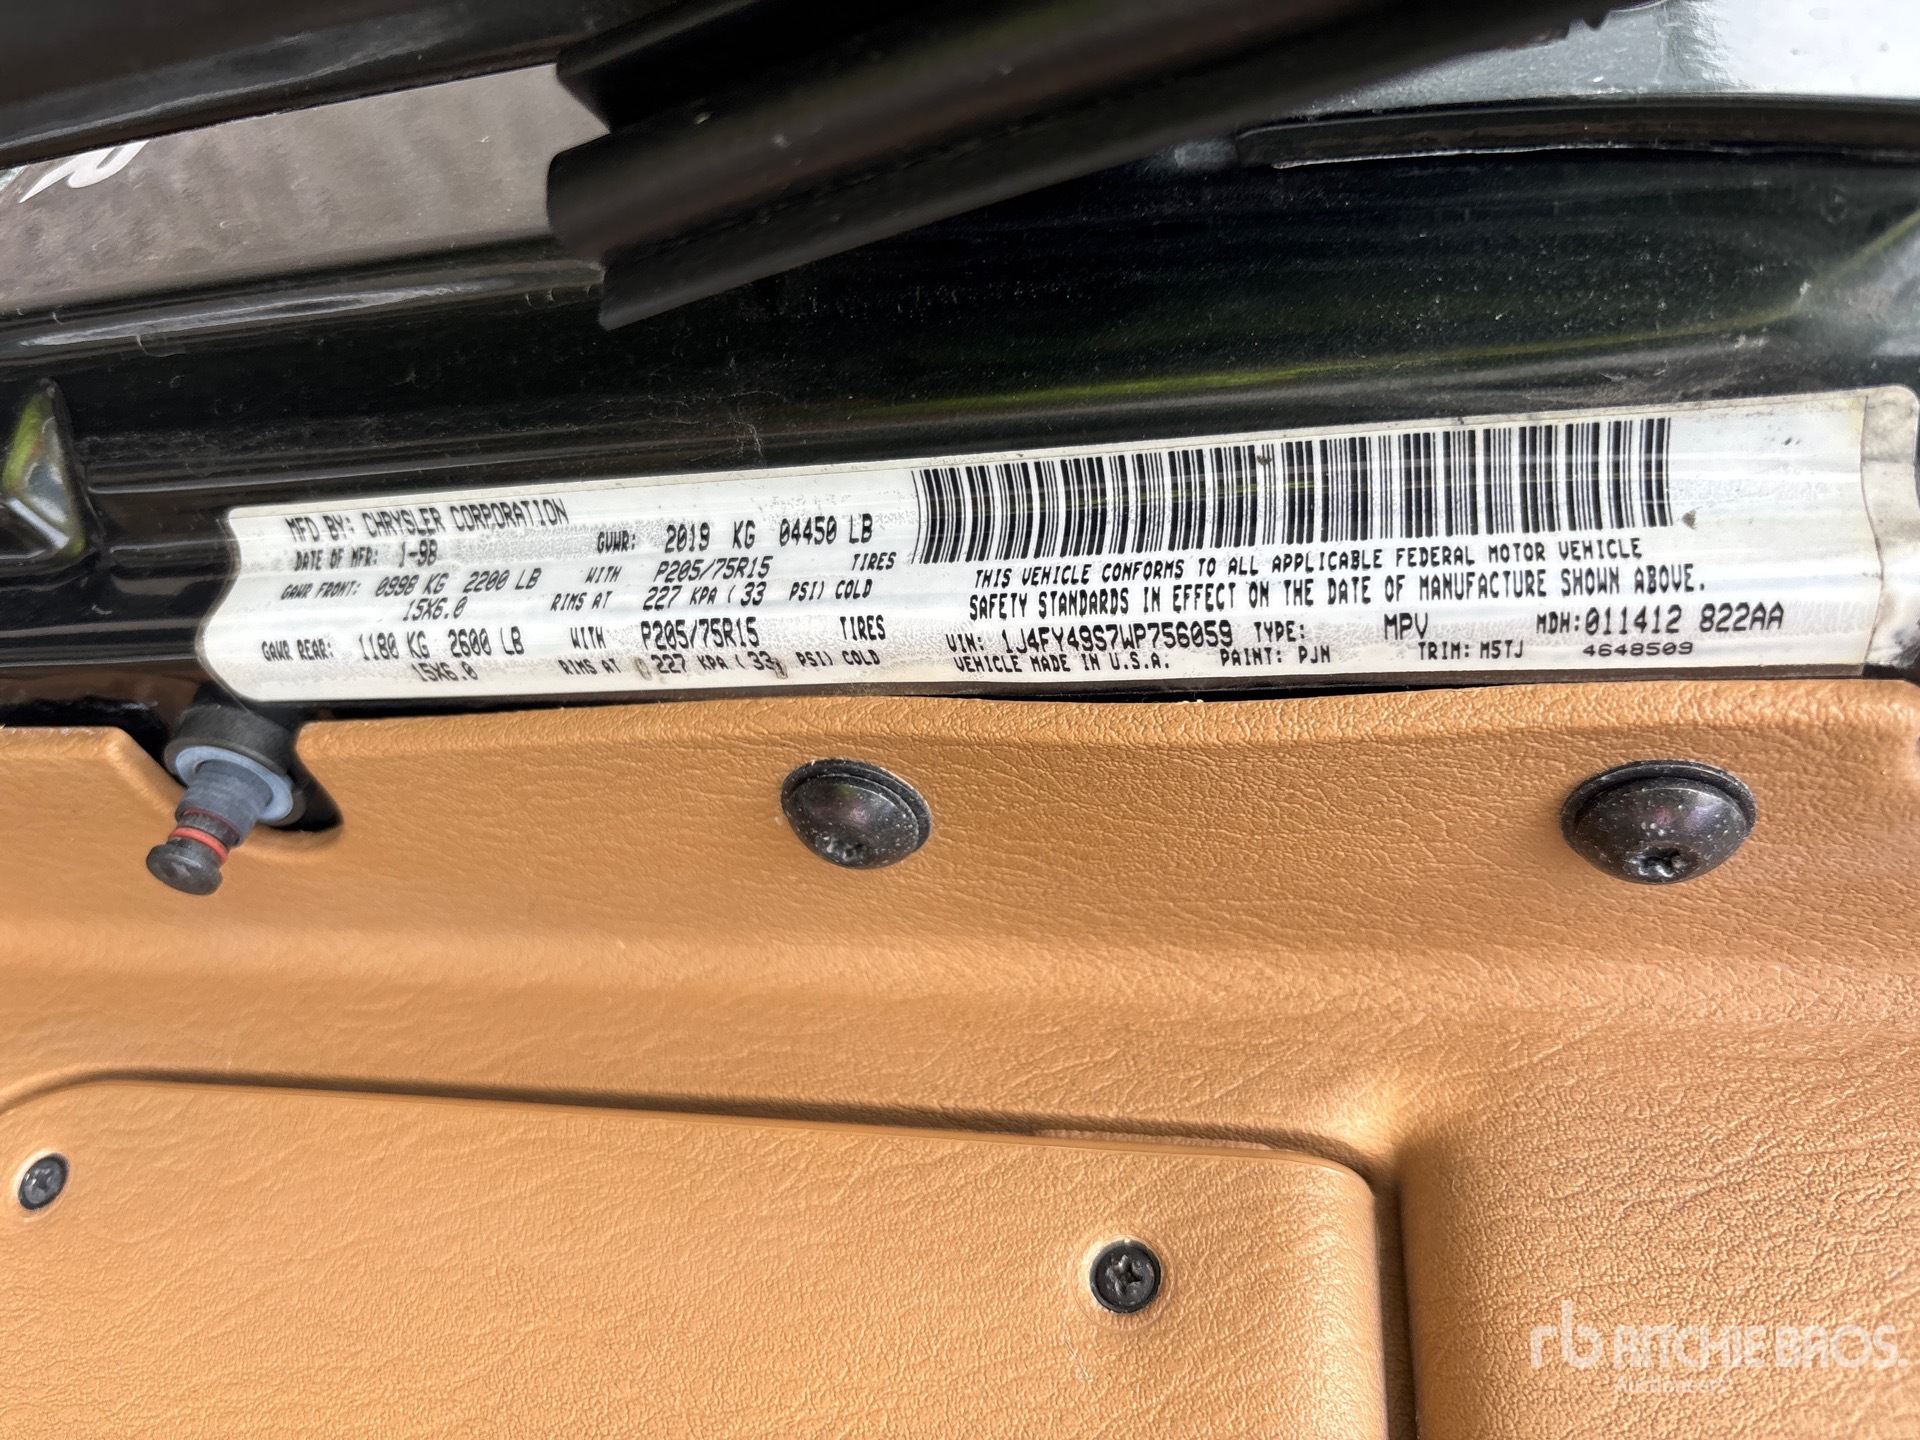 MFD BY: CHRYSLER CORPORATION
DATE OF MFR: 1-98 GVWR: 2019 KG 04450 LB
GAWR FRONT: 0998 KG 2200 LB WITH P205/75R15 TIRES
15X6.0 RIMS AT 227 KPA ( 33 PSI) COLD
GAWR REAR: 1180 KG 2600 LB WITH P205/75R15 TIRES
15X6.0 RIMS AT 227 KPA ( 33 PSI) COLD
THIS VEHICLE CONFORMS TO ALL APPLICABLE FEDERAL MOTOR VEHICLE
SAFETY STANDARDS IN EFFECT ON THE DATE OF MANUFACTURE SHOWN ABOVE.
VIN: 1J4FY49S7WP756059 TYPE: MPV MDH:011412 822AA
VEHICLE MADE IN U.S.A. PAINT: PJN TRIM: M5TJ 4648509
rb RITCHIE BROS.
Auctioneers